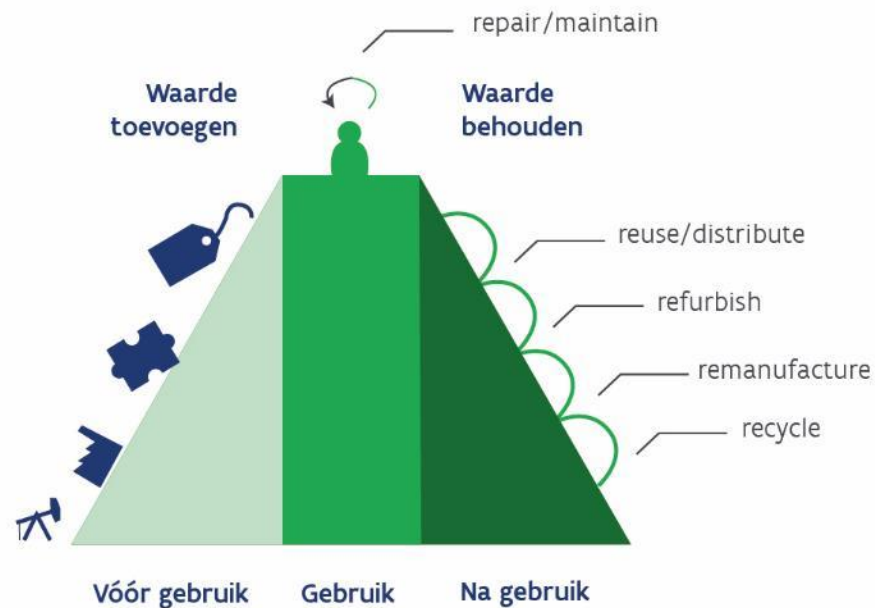 repair/maintain
Waarde
toevoegen
Waarde
behouden
reuse/distribute
refurbish
remanufacture
recycle
Vóór gebruik
Gebruik
Na gebruik